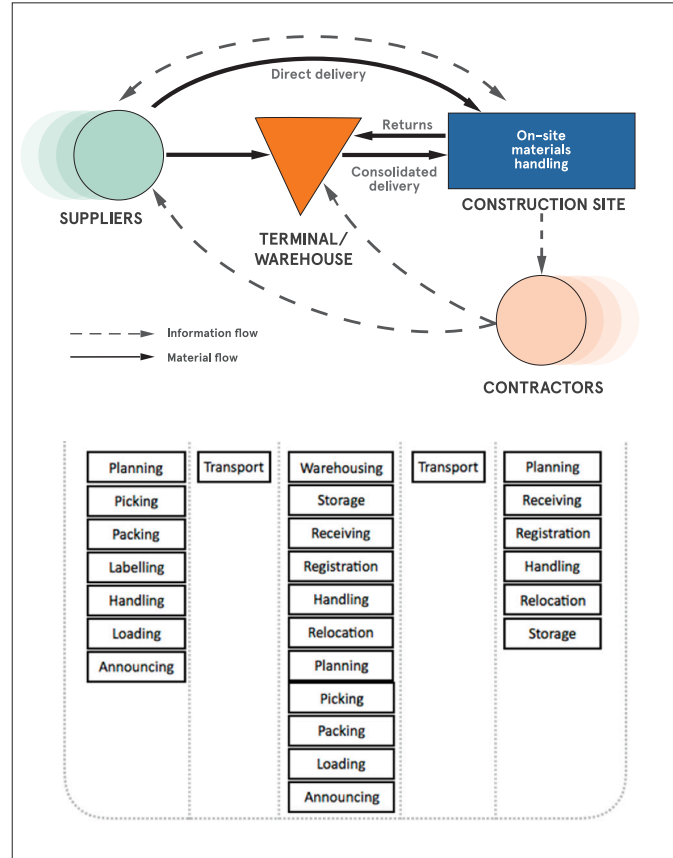 Direct delivery
Returns
On-site
materials
handling
Consolidated
delivery
SUPPLIERS
CONSTRUCTION SITE
TERMINAL/
WAREHOUSE
Information flow
Material flow
CONTRACTORS
Planning
Picking
Packing
Labelling
Handling
Loading
Announcing
Transport
Warehousing
Storage
Receiving
Registration
Handling
Relocation
Planning
Picking
Packing
Loading
Announcing
Transport
Planning
Receiving
Registration
Handling
Relocation
Storage